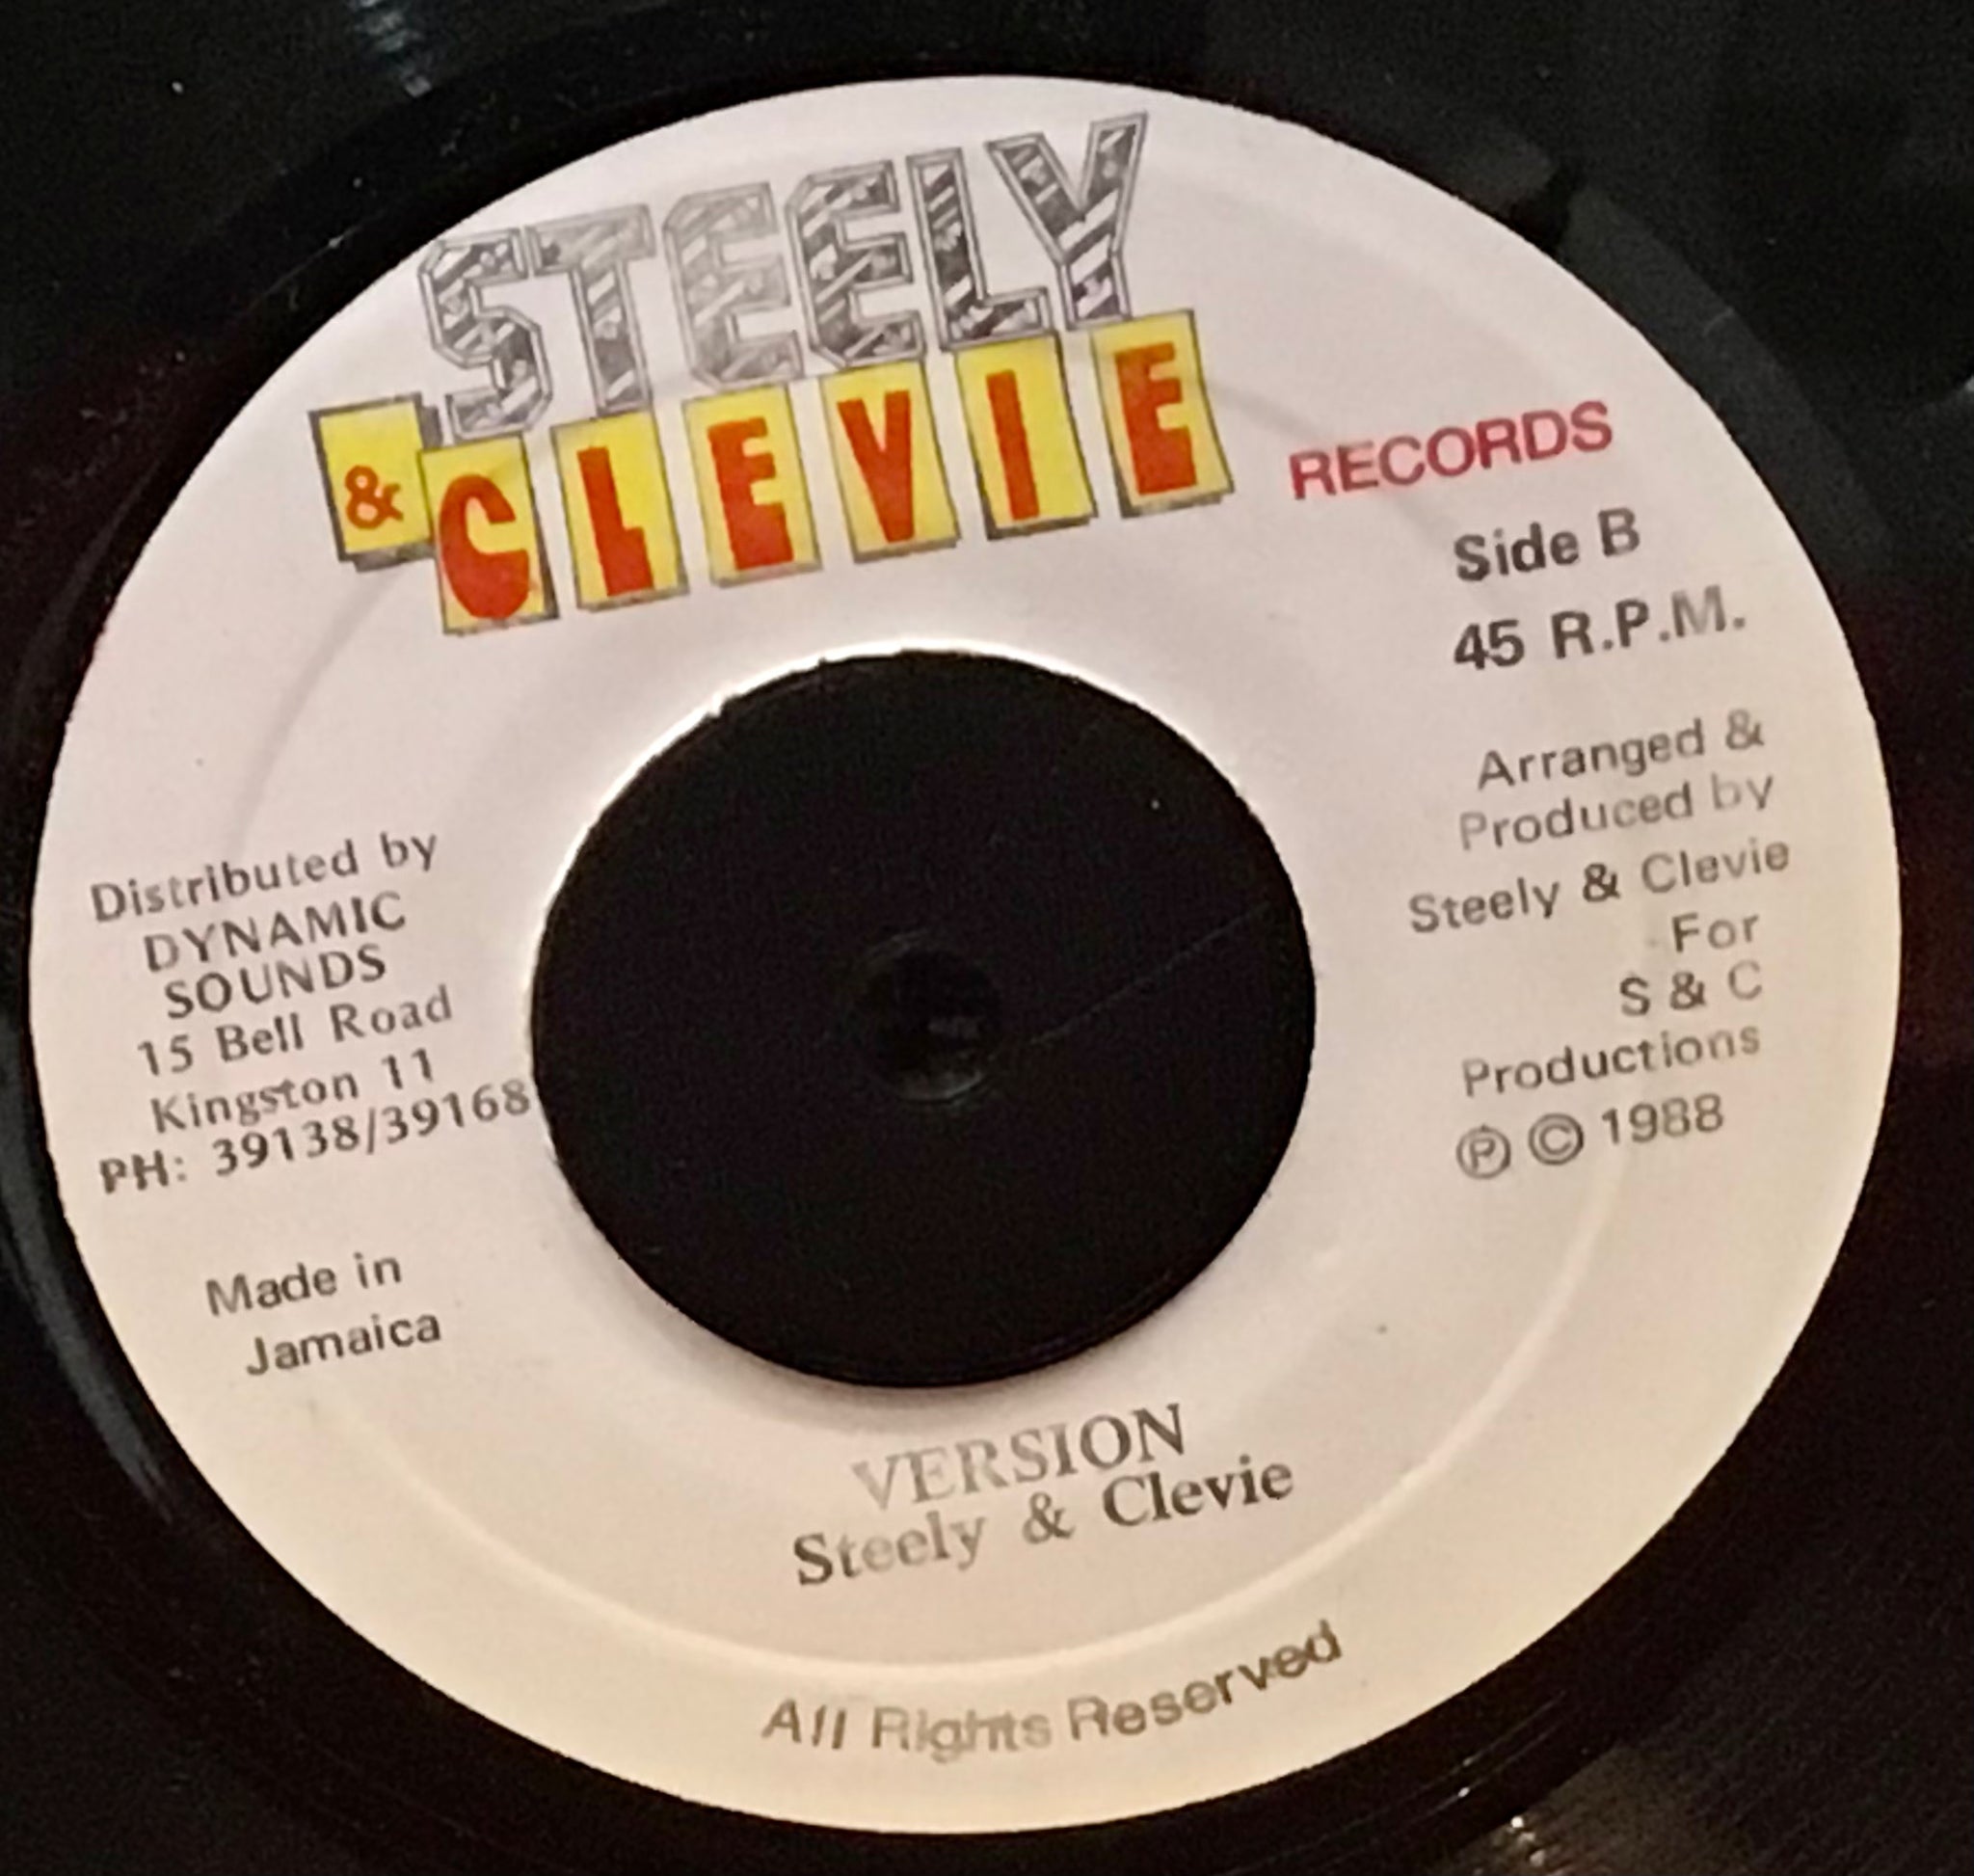 STEELY
& CLEVIE
RECORDS
Side B
45 R.P.M.
Arranged &
Produced by
Steely & Clevie
For
S & C
Productions
Ⓟ © 1988
Distributed by
DYNAMIC
SOUNDS
15 Bell Road
Kingston 11
PH: 39138/39168
Made in
Jamaica
VERSION
Steely & Clevie
All Rights Reserved